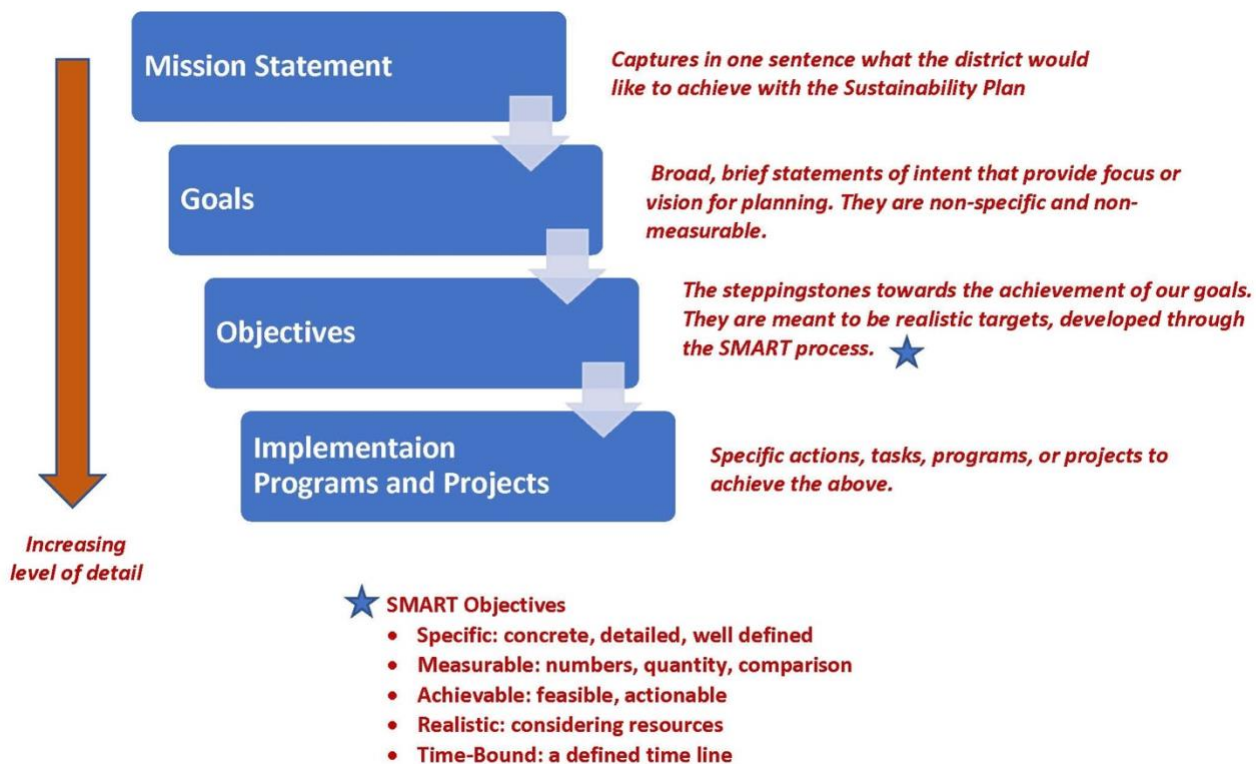 Mission Statement
Captures in one sentence what the district would
like to achieve with the Sustainability Plan
Goals
Broad, brief statements of intent that provide focus or
vision for planning. They are non-specific and non-
measurable.
Objectives
The steppingstones towards the achievement of our goals.
They are meant to be realistic targets, developed through
the SMART process.
Implementaion
Programs and Projects
Specific actions, tasks, programs, or projects to
achieve the above.
Increasing
level of detail
SMART Objectives
• Specific: concrete, detailed, well defined
• Measurable: numbers, quantity, comparison
• Achievable: feasible, actionable
• Realistic: considering resources
• Time-Bound: a defined time line